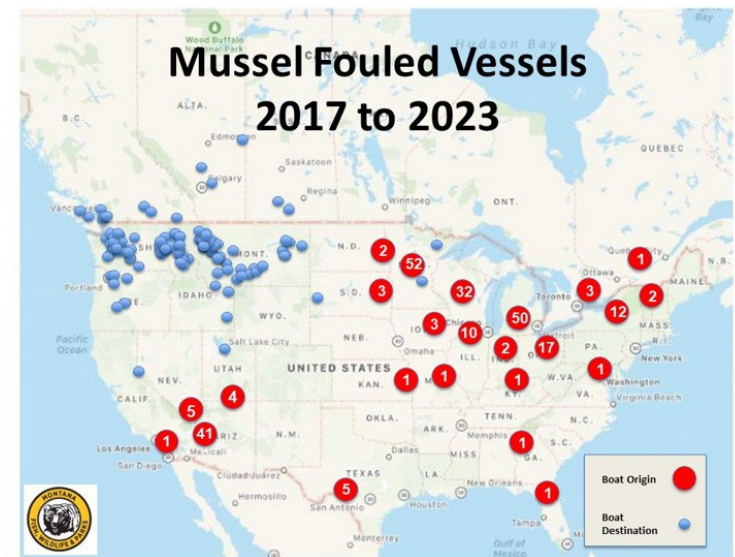 Mussel Fouled Vessels
2017 to 2023
Hudson Bay
Wood Buffalo
National Park
CANADA
ALTA.
B.C.
Edmonton
Saskatoon
Calgary
Regina
Winnipeg
ONT.
QUEBEC
Vancouver
Quebec City
N.B.
Ottawa
MAINE
MONT.
N.D.
2
52
1
3
2
12
Toronto
Portland
IDAHO
S.D.
3
32
50
MASS
R.I.
WYO.
3
10
Chicago
Detroit
2
17
PA.
New York
NEB.
Omaha
ILL.
Pacific
Ocean
Salt Lake City
NEV.
UTAH
UNITED STATES
KAN.
1
1
1
KY.
W.VA.
1
Washington
VA.
Virginia Beach
CALIF.
4
5
41
ARIZ.
1
N.M.
OKLA.
ARK.
TENN.
Memphis
N.C.
S.C.
1
GA.
Los Angeles
San Diego
Mexicali
Ciudad Juárez
Dallas
MISS
LA.
TEXAS
5
San Antonio
Houston
New Orleans
1
Hermosillo
Tampa
Monterrey
Gulf of
Mexico
Boat Origin
Boat
Destination
MONTANA
FISH, WILDLIFE & PARKS